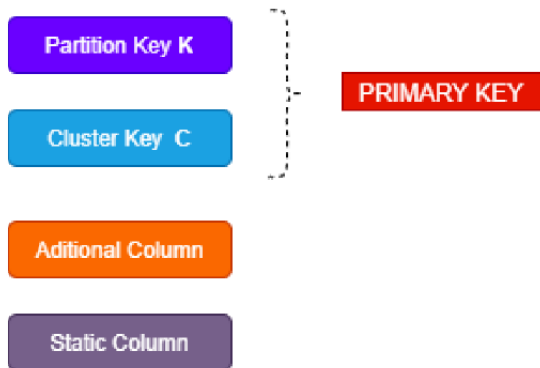 Partition Key K
PRIMARY KEY
Cluster Key C
Aditional Column
Static Column